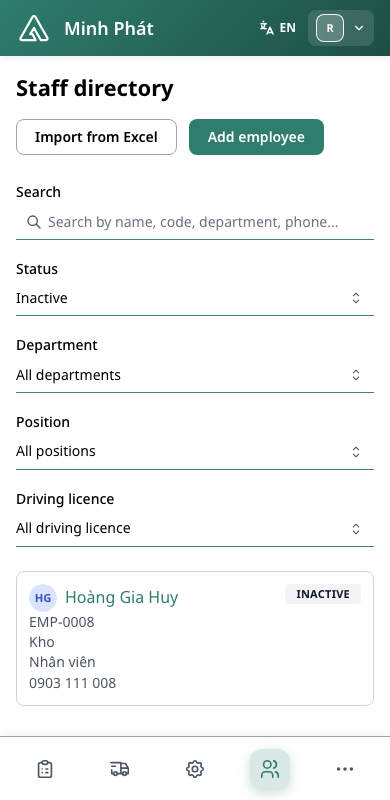 Minh Phát
EN
R
Staff directory
Import from Excel
Add employee
Search
Search by name, code, department, phone...
Status
Inactive
Department
All departments
Position
All positions
Driving licence
All driving licence
HG
Hoàng Gia Huy
INACTIVE
EMP-0008
Kho
Nhân viên
0903 111 008